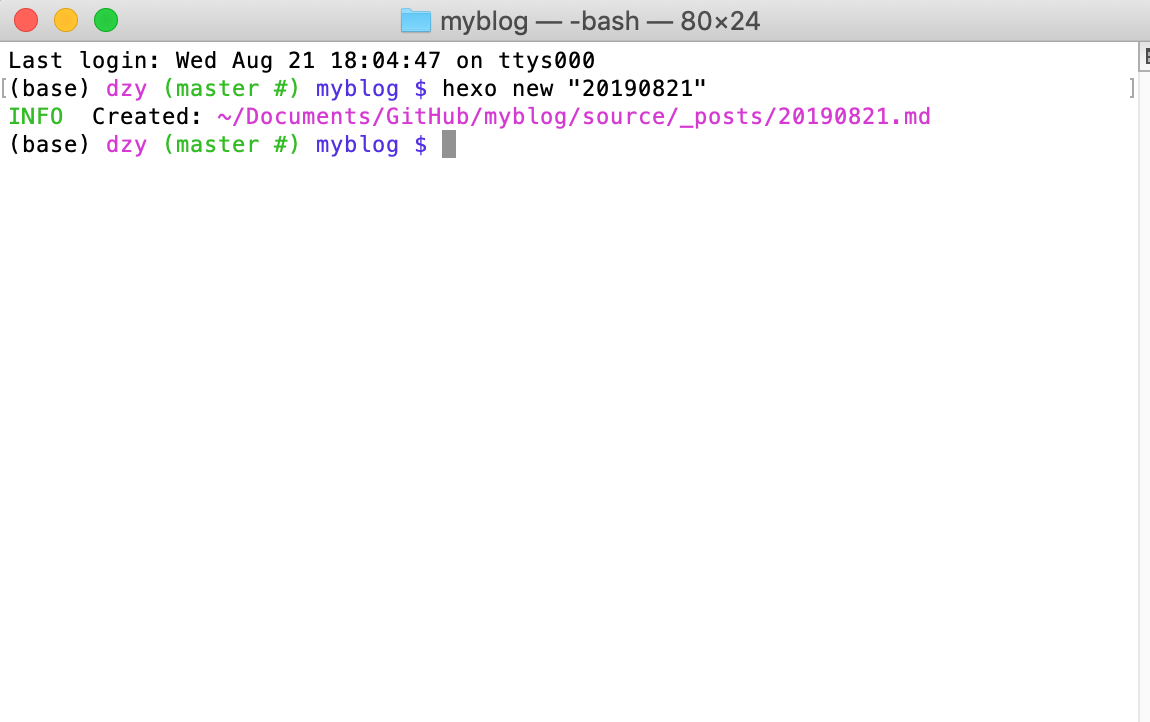 myblog — -bash — 80×24
Last login: Wed Aug 21 18:04:47 on ttys000
[(base) dzy (master #) myblog $ hexo new "20190821" ]
INFO  Created: ~/Documents/GitHub/myblog/source/_posts/20190821.md
(base) dzy (master #) myblog $